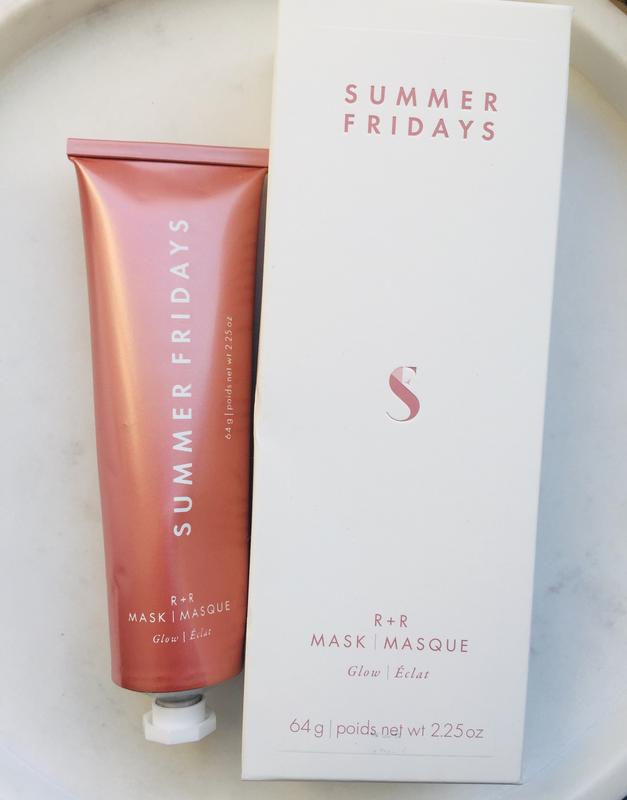 SUMMER FRIDAYS
64 g | poids net wt 2.25 oz
R+R
MASK | MASQUE
Glow | Éclat
SUMMER
FRIDAYS
S
R+R
MASK | MASQUE
Glow | Éclat
64 g | poids net wt 2.25 oz